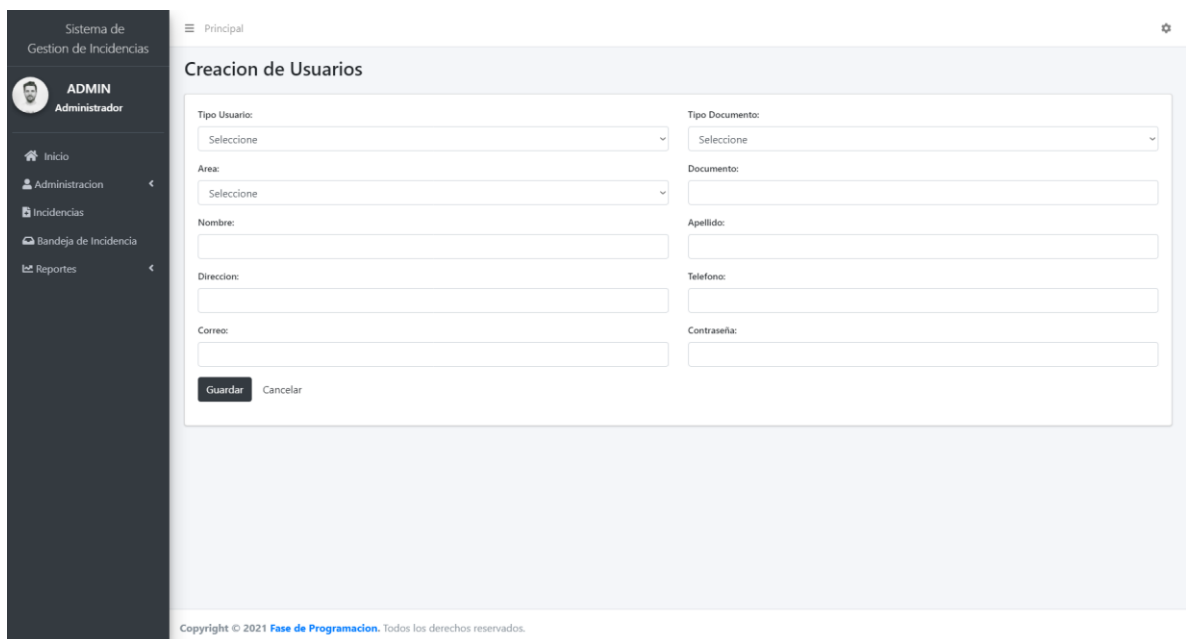 Sistema de
Gestion de Incidencias
ADMIN
Administrador
Inicio
Administracion
Incidencias
Bandeja de Incidencia
Reportes
Principal
Creacion de Usuarios
Tipo Usuario:
Seleccione
Tipo Documento:
Seleccione
Area:
Seleccione
Documento:
Nombre:
Apellido:
Direccion:
Telefono:
Correo:
Contraseña:
Guardar
Cancelar
Copyright © 2021 Fase de Programacion. Todos los derechos reservados.